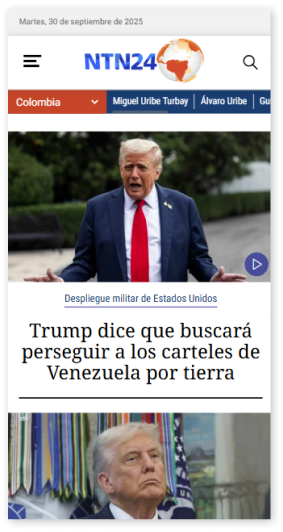 Martes, 30 de septiembre de 2025
NTN24
Colombia
Miguel Uribe Turbay
Álvaro Uribe
Gu
Despliegue militar de Estados Unidos
Trump dice que buscará
perseguir a los carteles de
Venezuela por tierra